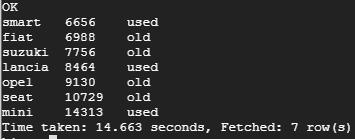 OK
smart 6656 used
fiat 6988 old
suzuki 7756 old
lancia 8464 used
opel 9130 old
seat 10729 old
mini 14313 used
Time taken: 14.663 seconds, Fetched: 7 row(s)